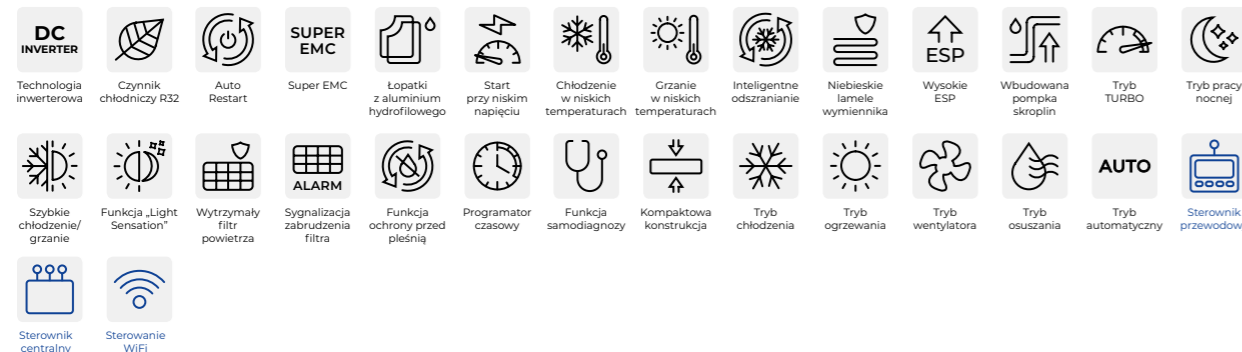 DC
INVERTER
Technologia
inwerterowa
Czynnik
chłodniczy R32
Auto
Restart
SUPER
EMC
Super EMC
Łopatki
z aluminium
hydrofilowego
Start
przy niskim
napięciu
Chłodzenie
w niskich
temperaturach
Grzanie
w niskich
temperaturach
Inteligentne
odszranianie
Niebieskie
lamele
wymiennika
ESP
Wysokie
ESP
Wbudowana
pompka
skroplin
Tryb
TURBO
Tryb pracy
nocnej
Szybkie
chłodzenie/
grzanie
Funkcja „Light
Sensation”
Wytrzymały
filtr
powietrza
ALARM
Sygnalizacja
zabrudzenia
filtra
Funkcja
ochrony przed
pleśnią
Programator
czasowy
Funkcja
samodiagnozy
Kompaktowa
konstrukcja
Tryb
chłodzenia
Tryb
ogrzewania
Tryb
wentylatora
Tryb
osuszania
AUTO
Tryb
automatyczny
Sterownik
przewodow
Sterownik
centralny
Sterowanie
WiFi